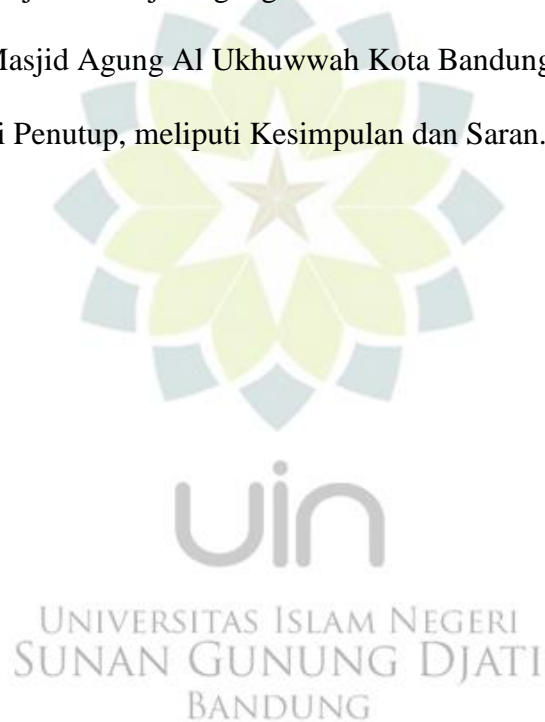 Masjid Agung Al Ukhuwwah Kota Bandung
i Penutup, meliputi Kesimpulan dan Saran.
uin
UNIVERSITAS ISLAM NEGERI
SUNAN GUNUNG DJATI
BANDUNG